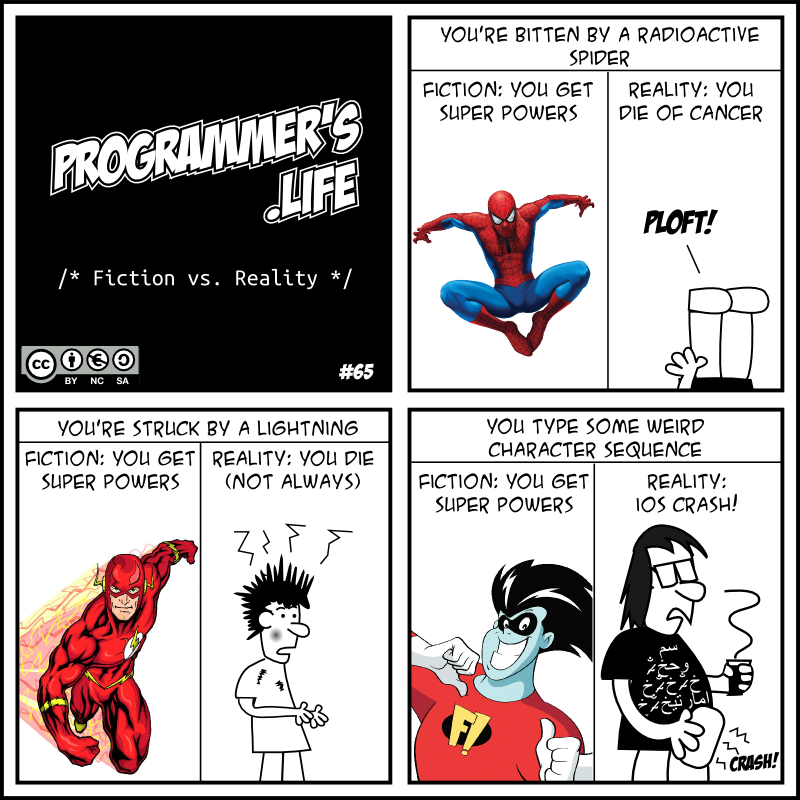 PROGRAMMER'S
.LIFE
/* Fiction vs. Reality */
CC
BY NC SA
#65
YOU'RE BITTEN BY A RADIOACTIVE
SPIDER
FICTION: YOU GET
SUPER POWERS
REALITY: YOU
DIE OF CANCER
PLOFT!
YOU'RE STRUCK BY A LIGHTNING
FICTION: YOU GET
SUPER POWERS
REALITY: YOU DIE
(NOT ALWAYS)
YOU TYPE SOME WEIRD
CHARACTER SEQUENCE
FICTION: YOU GET
SUPER POWERS
F!
REALITY:
IOS CRASH!
سم
CRASH!